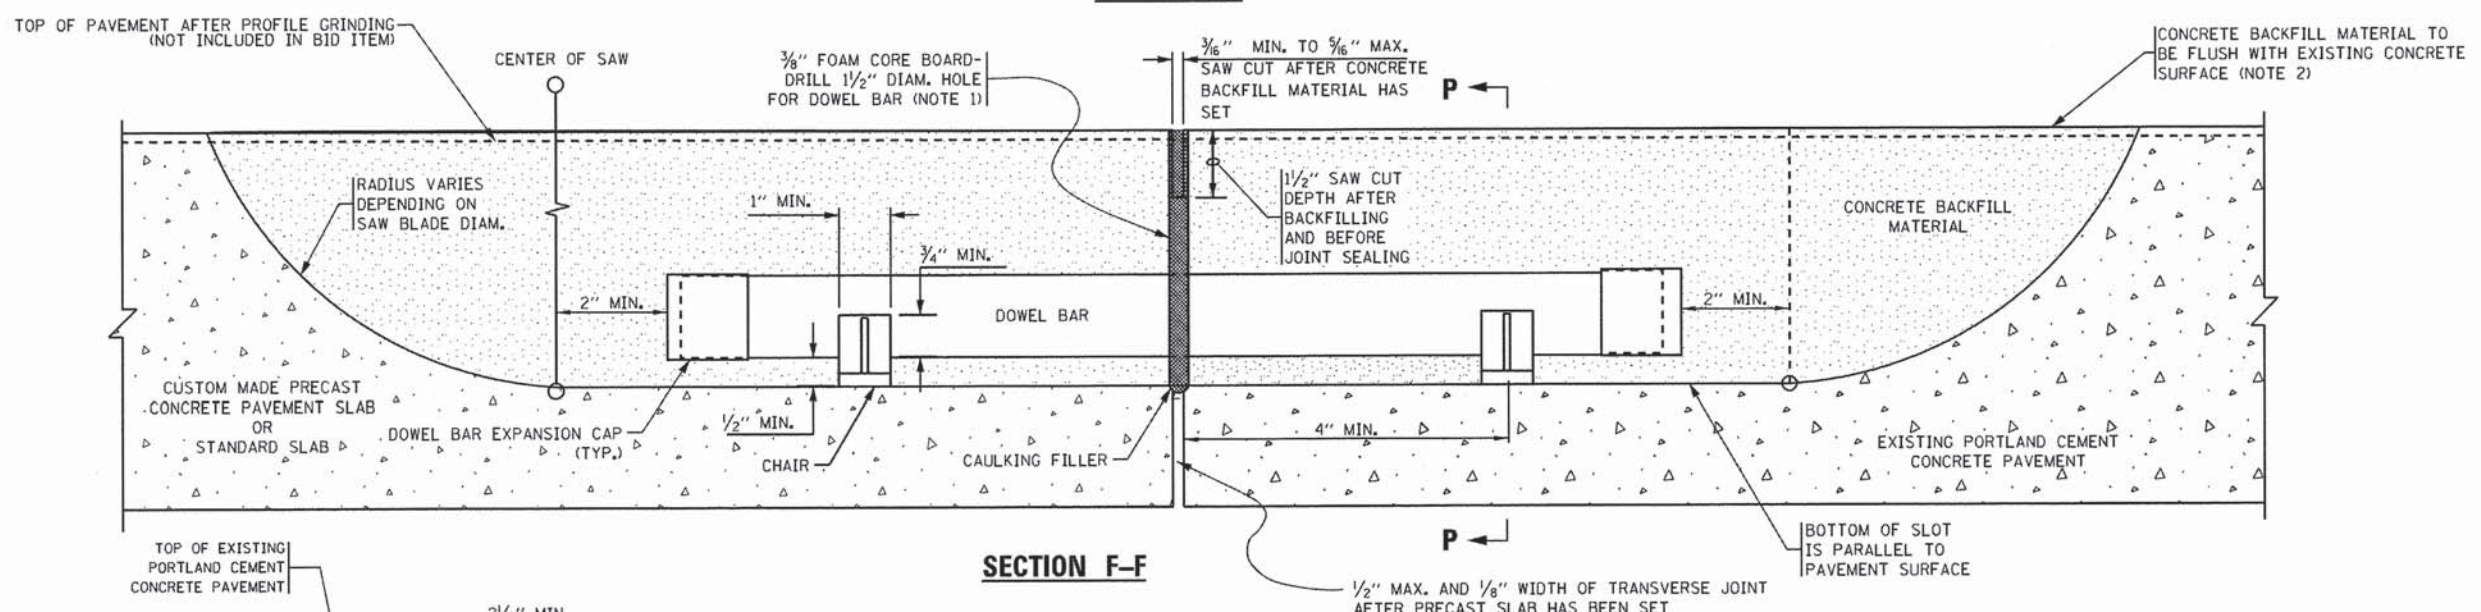 TOP OF PAVEMENT AFTER PROFILE GRINDING
(NOT INCLUDED IN BID ITEM)
CENTER OF SAW
3/8" FOAM CORE BOARD-
DRILL 1 1/2" DIAM. HOLE
FOR DOWEL BAR (NOTE 1)
3/16" MIN. TO 5/16" MAX.
SAW CUT AFTER CONCRETE
BACKFILL MATERIAL HAS
SET
P
CONCRETE BACKFILL MATERIAL TO
BE FLUSH WITH EXISTING CONCRETE
SURFACE (NOTE 2)
RADIUS VARIES
DEPENDING ON
SAW BLADE DIAM.
1" MIN.
3/4" MIN.
D
1 1/2" SAW CUT
DEPTH AFTER
BACKFILLING
AND BEFORE
JOINT SEALING
CONCRETE BACKFILL
MATERIAL
2" MIN.
DOWEL BAR
2" MIN.
CUSTOM MADE PRECAST
CONCRETE PAVEMENT SLAB
OR
STANDARD SLAB
DOWEL BAR EXPANSION CAP
(TYP.)
1/2" MIN.
CHAIR
CAULKING FILLER
4" MIN.
EXISTING PORTLAND CEMENT
CONCRETE PAVEMENT
P
BOTTOM OF SLOT
IS PARALLEL TO
PAVEMENT SURFACE
SECTION F-F
1/2" MAX. AND 1/8" WIDTH OF TRANSVERSE JOINT
AFTER PRECAST SLAB HAS BEEN SET
TOP OF EXISTING
PORTLAND CEMENT
CONCRETE PAVEMENT